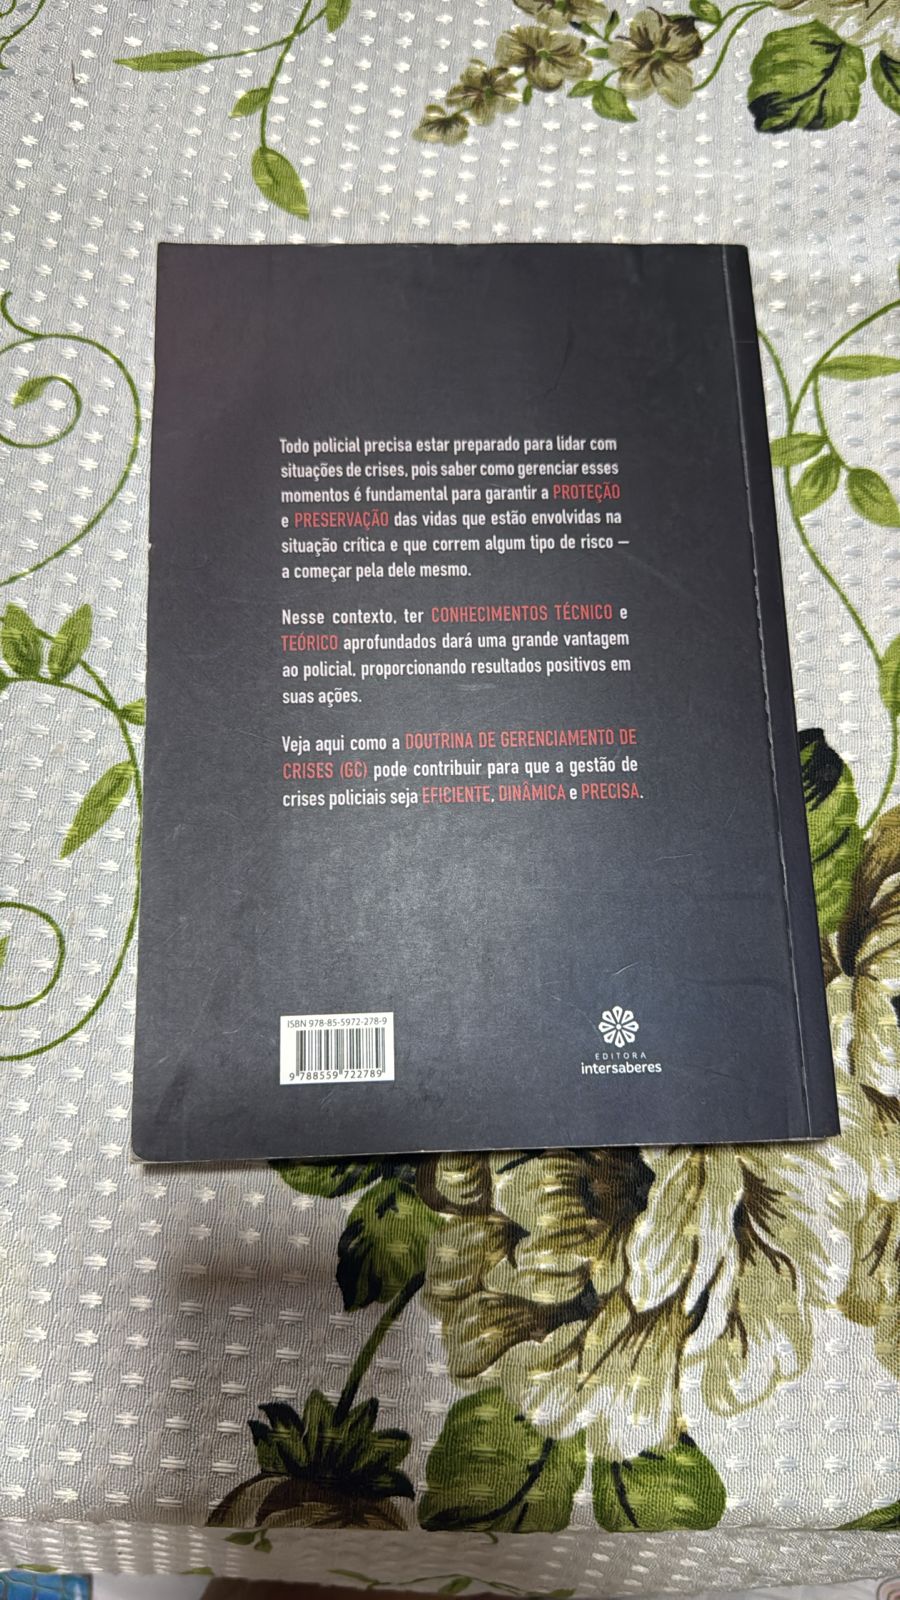 Todo policial precisa estar preparado para lidar com
situações de crises, pois saber como gerenciar esses
momentos é fundamental para garantir a PROTEÇÃO
e PRESERVAÇÃO das vidas que estão envolvidas na
situação crítica e que correm algum tipo de risco –
a começar pela dele mesmo.
Nesse contexto, ter CONHECIMENTOS TÉCNICO e
TEÓRICO aprofundados dará uma grande vantagem
ao policial, proporcionando resultados positivos em
suas ações.
Veja aqui como a DOUTRINA DE GERENCIAMENTO DE
CRISES (GC) pode contribuir para que a gestão de
crises policiais seja EFICIENTE, DINÂMICA e PRECISA.
ISBN 978-85-5972-278-9
9 788559 722789
EDITORA
intersaberes